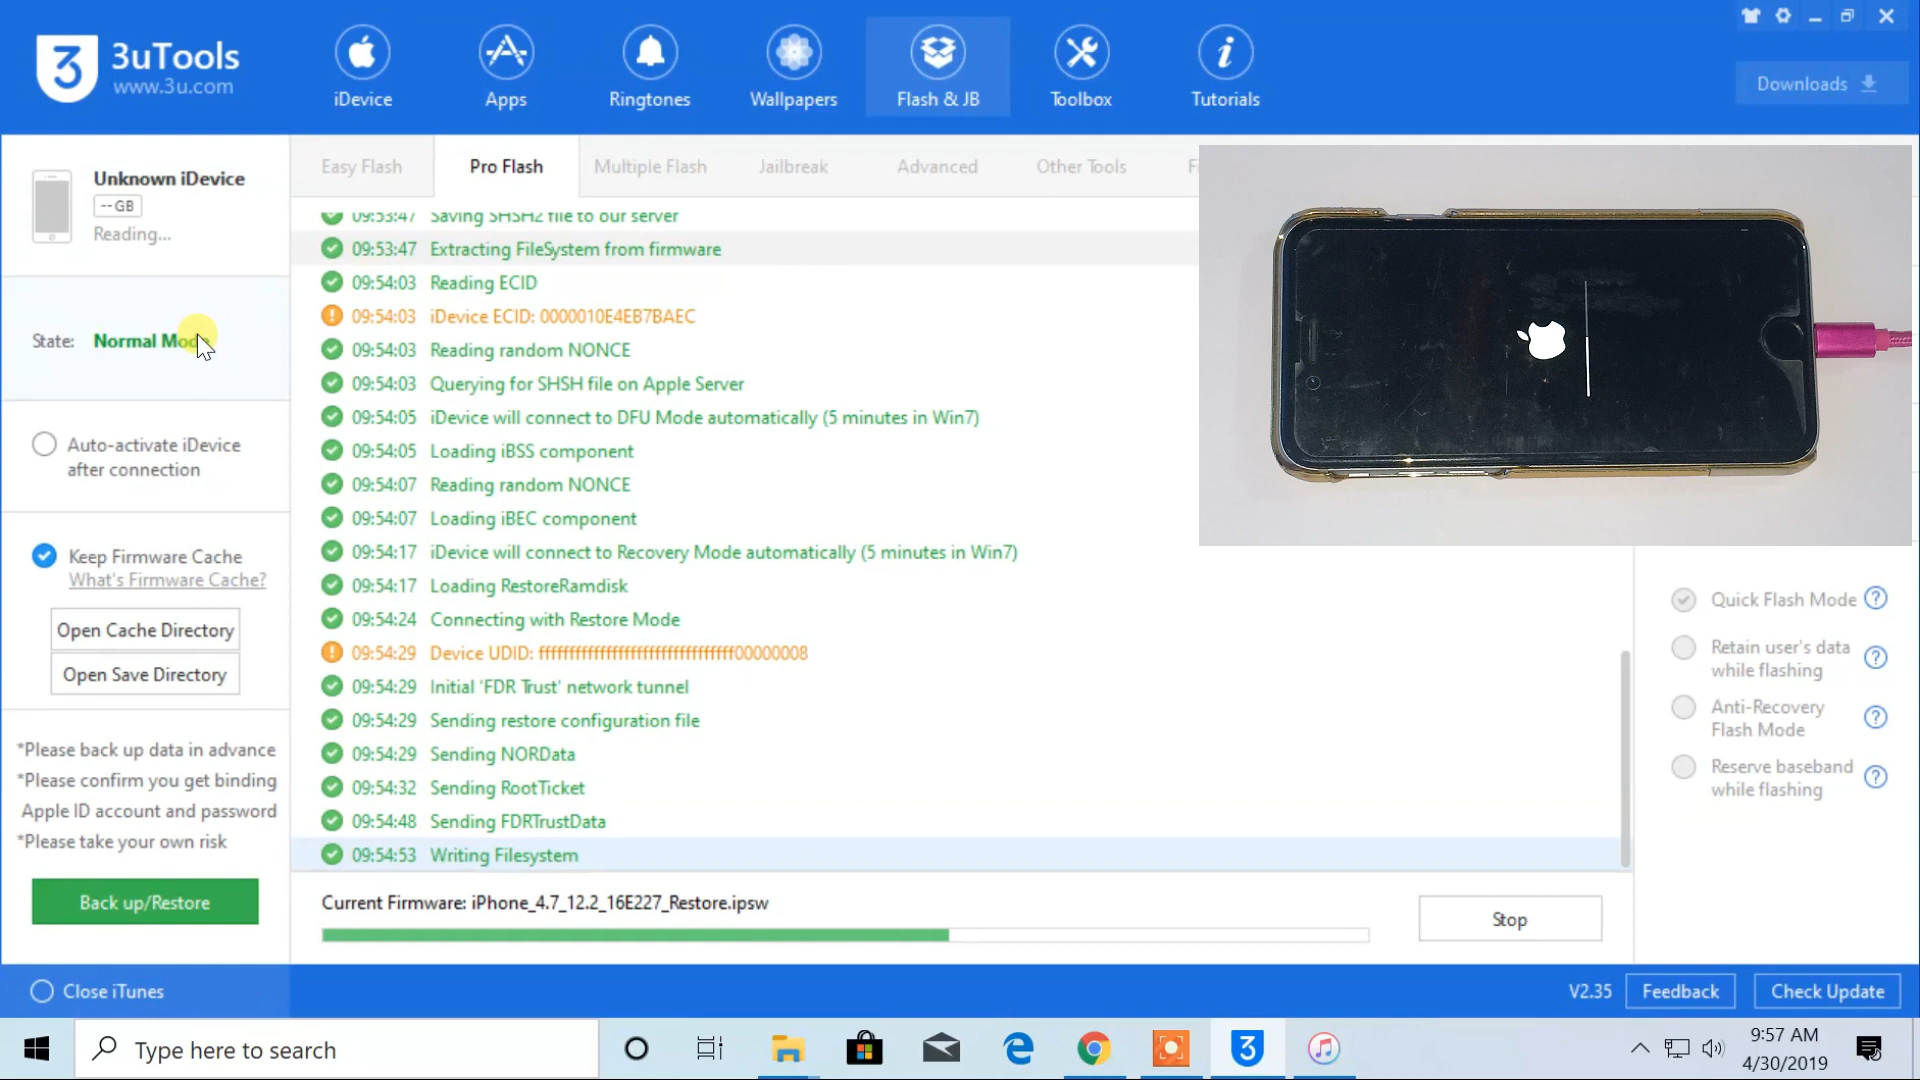 3 3uTools
www.3u.com
iDevice
Apps
Ringtones
Wallpapers
Flash & JB
Toolbox
Tutorials
Downloads
Unknown iDevice
--GB
Reading...
State: Normal Mode
Auto-activate iDevice
after connection
Keep Firmware Cache
What's Firmware Cache?
Open Cache Directory
Open Save Directory
*Please back up data in advance
*Please confirm you get binding
Apple ID account and password
*Please take your own risk
Back up/Restore
Easy Flash
Pro Flash
Multiple Flash
Jailbreak
Advanced
Other Tools
09:53:47 Saving SHSH2 file to our server
09:53:47 Extracting FileSystem from firmware
09:54:03 Reading ECID
09:54:03 iDevice ECID: 0000010E4EB7BAEC
09:54:03 Reading random NONCE
09:54:03 Querying for SHSH file on Apple Server
09:54:05 iDevice will connect to DFU Mode automatically (5 minutes in Win7)
09:54:05 Loading iBSS component
09:54:07 Reading random NONCE
09:54:07 Loading iBEC component
09:54:17 iDevice will connect to Recovery Mode automatically (5 minutes in Win7)
09:54:17 Loading RestoreRamdisk
09:54:24 Connecting with Restore Mode
09:54:29 Device UDID: ffffffffffffffffffffffffffffffff00000008
09:54:29 Initial 'FDR Trust' network tunnel
09:54:29 Sending restore configuration file
09:54:29 Sending NORData
09:54:32 Sending RootTicket
09:54:48 Sending FDRTrustData
09:54:53 Writing Filesystem
Current Firmware: iPhone_4.7_12.2_16E227_Restore.ipsw
Stop
Quick Flash Mode ?
Retain user's data
while flashing ?
Anti-Recovery
Flash Mode ?
Reserve baseband
while flashing ?
Close iTunes
V2.35
Feedback
Check Update
Type here to search
9:57 AM
4/30/2019